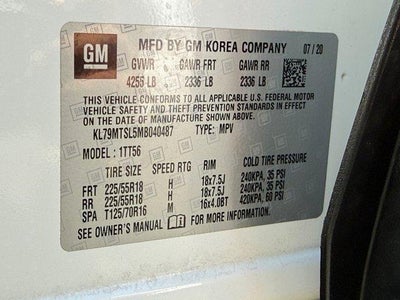 GM MFD BY GM KOREA COMPANY 07/20
GVWR GAWR FRT GAWR RR
4255 LB 2336 LB 2336 LB
THIS VEHICLE CONFORMS TO ALL APPLICABLE U.S. FEDERAL MOTOR
VEHICLE SAFETY AND THEFT PREVENTION STANDARDS IN EFFECT
ON THE DATE OF MANUFACTURE SHOWN ABOVE.
KL79MTSL5MB040487 TYPE: MPV
MODEL: 1TT56
TIRE SIZE SPEED RTG RIM COLD TIRE PRESSURE
FRT 225/55R18 H 18x7.5J 240KPA, 35 PSI
RR 225/55R18 H 18x7.5J 240KPA, 35 PSI
SPA T125/70R16 M 16x4.0BT 420KPA, 60 PSI
SEE OWNER'S MANUAL FOR MORE INFORMATION